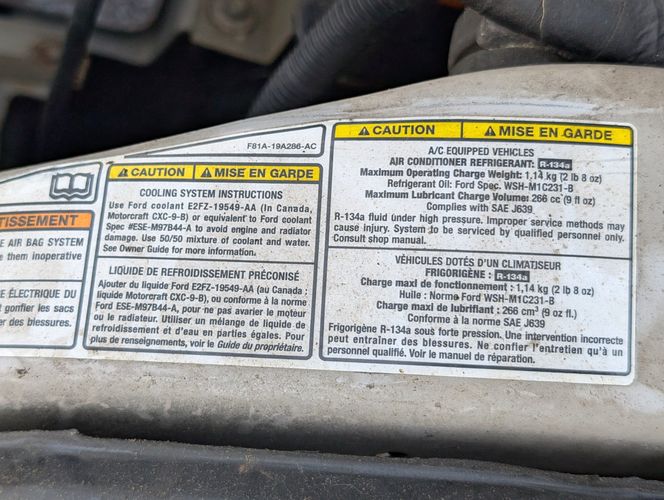 F81A-19A286-AC
TISSEMENT
E AIR BAG SYSTEM
e them inoperative
É ÉLECTRIQUE DU
t gonfler les sacs
er des blessures.
CAUTION MISE EN GARDE
COOLING SYSTEM INSTRUCTIONS
Use Ford coolant E2FZ-19549-AA (In Canada,
Motorcraft CXC-9-B) or equivalent to Ford coolant
Spec #ESE-M97B44-A to avoid engine and radiator
damage. Use 50/50 mixture of coolant and water.
See Owner Guide for more information.
LIQUIDE DE REFROIDISSEMENT PRÉCONISÉ
Ajouter du liquide Ford E2FZ-19549-AA (au Canada ;
liquide Motorcraft CXC-9-B), ou conforme à la norme
Ford ESE-M97B44-A, pour ne pas avarier le moteur
ou le radiateur. Utiliser un mélange de liquide de
refroidissement et d'eau en parties égales. Pour
plus de renseignements, voir le Guide du propriétaire.
CAUTION MISE EN GARDE
A/C EQUIPPED VEHICLES
AIR CONDITIONER REFRIGERANT: R-134a
Maximum Operating Charge Weight: 1,14 kg (2 lb 8 oz)
Refrigerant Oil: Ford Spec. WSH-M1C231-B
Maximum Lubricant Charge Volume: 266 cc (9 fl oz)
Complies with SAE J639
R-134a fluid under high pressure. Improper service methods may
cause injury. System to be serviced by qualified personnel only.
Consult shop manual.
VÉHICULES DOTÉS D'UN CLIMATISEUR
FRIGORIGÈNE : R-134a
Charge maxi de fonctionnement : 1,14 kg (2 lb 8 oz)
Huile : Norme Ford WSH-M1C231-B
Charge maxi de lubrifiant : 266 cm³ (9 oz fl.)
Conforme à la norme SAE J639
Frigorigène R-134a sous forte pression. Une intervention incorrecte
peut entraîner des blessures. Ne confier l'entretien qu'à un
personnel qualifié. Voir le manuel de réparation.